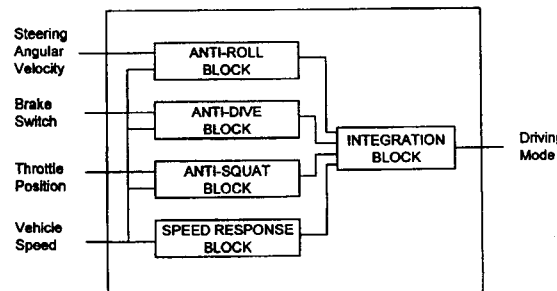 Steering
Angular
Velocity
ANTI-ROLL
BLOCK
Brake
Switch
ANTI-DIVE
BLOCK
INTEGRATION
BLOCK
Driving
Mode
Throttle
Position
ANTI-SQUAT
BLOCK
Vehicle
Speed
SPEED RESPONSE
BLOCK